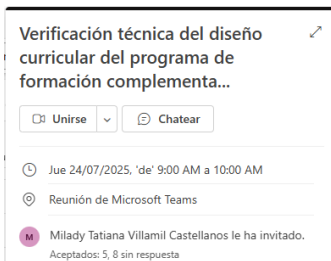 Verificación técnica del diseño
curricular del programa de
formación complementa...
Unirse
Chatear
Jue 24/07/2025, 'de' 9:00 AM a 10:00 AM
Reunión de Microsoft Teams
M
Milady Tatiana Villamil Castellanos le ha invitado.
Aceptados: 5, 8 sin respuesta